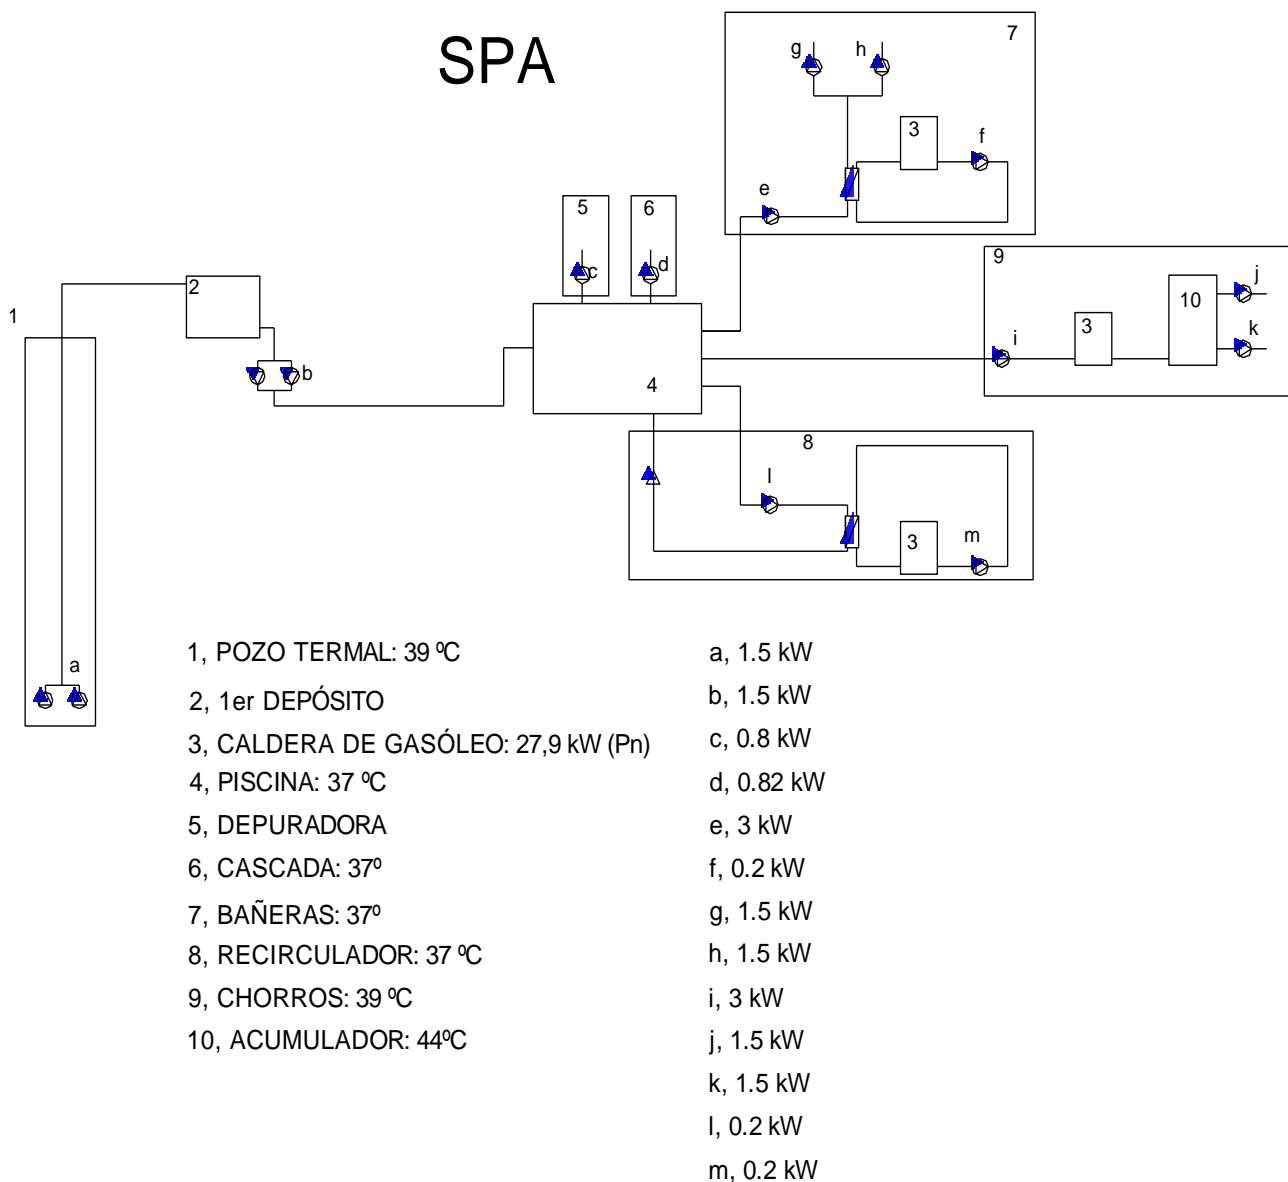 SPA
7
g
h
3
f
e
5
6
c
d
9
j
10
i
3
k
1
2
b
4
8
l
3
m
a
1, POZO TERMAL: 39 ºC
2, 1er DEPÓSITO
3, CALDERA DE GASÓLEO: 27,9 kW (Pn)
4, PISCINA: 37 ºC
5, DEPURADORA
6, CASCADA: 37º
7, BAÑERAS: 37º
8, RECIRCULADOR: 37 ºC
9, CHORROS: 39 ºC
10, ACUMULADOR: 44ºC
a, 1.5 kW
b, 1.5 kW
c, 0.8 kW
d, 0.82 kW
e, 3 kW
f, 0.2 kW
g, 1.5 kW
h, 1.5 kW
i, 3 kW
j, 1.5 kW
k, 1.5 kW
l, 0.2 kW
m, 0.2 kW